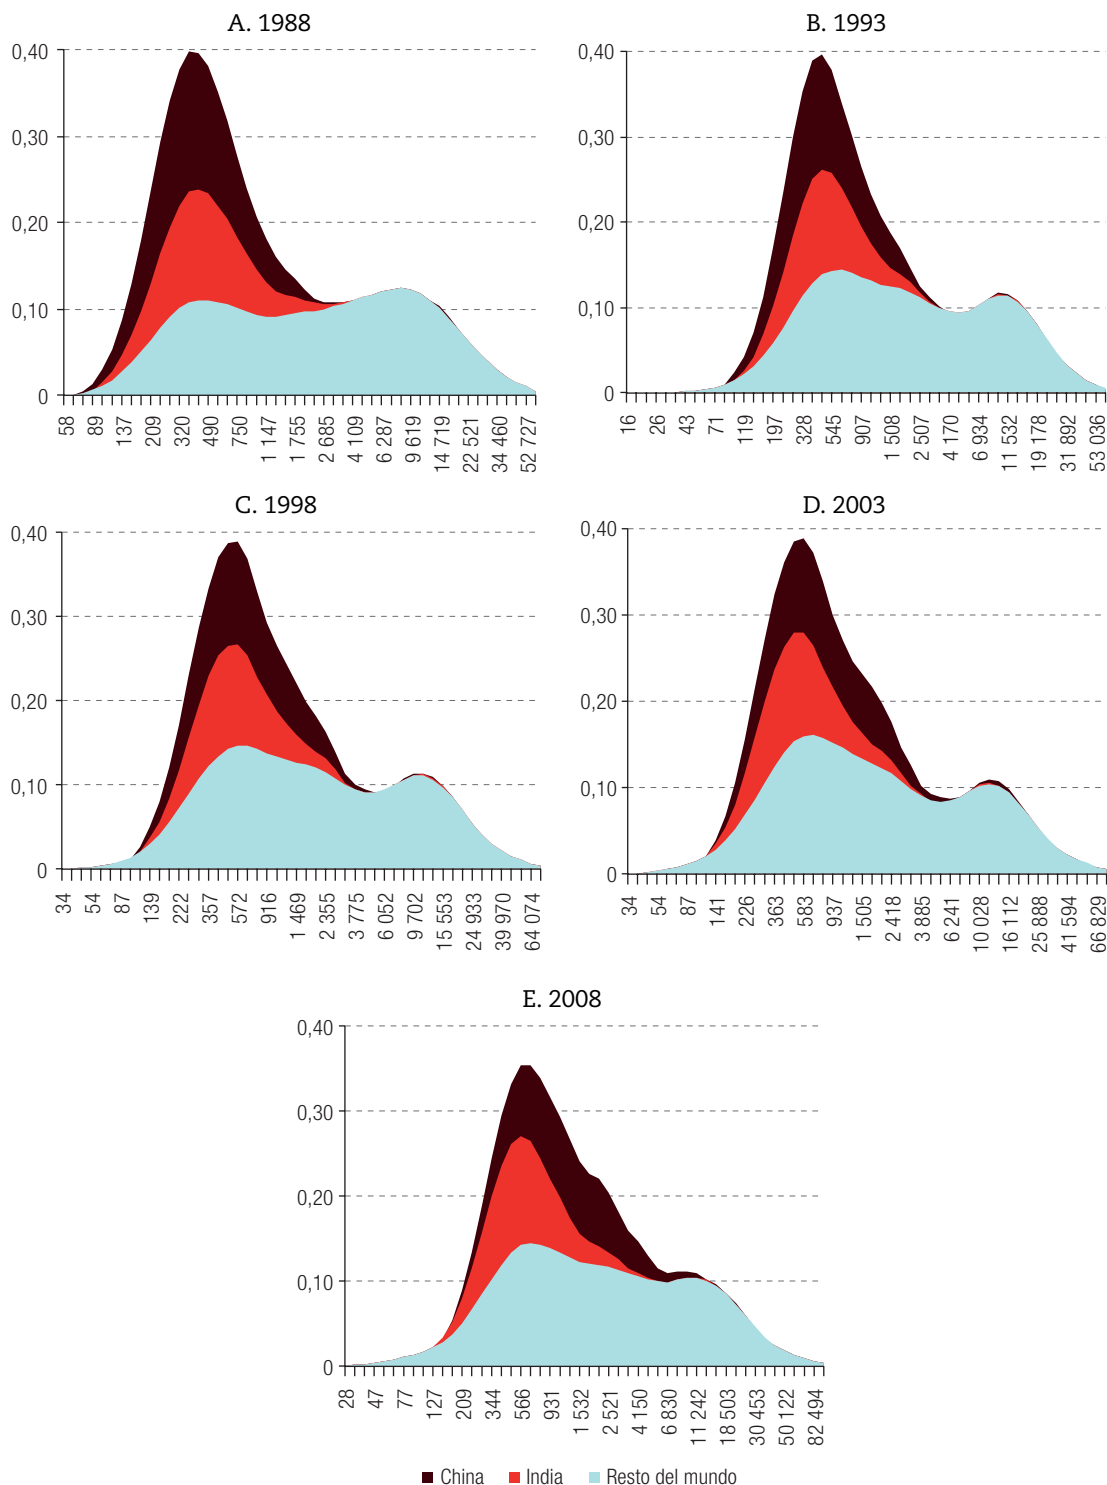 A. 1988
0,40
0,30
0,20
0,10
0
58 89 137 209 320 490 750 1 147 1 755 2 685 4 109 6 287 9 619 14 719 22 521 34 460 52 727
B. 1993
0,40
0,30
0,20
0,10
0
16 26 43 71 119 197 328 545 907 1 508 2 507 4 170 6 934 11 532 19 178 31 892 53 036
C. 1998
0,40
0,30
0,20
0,10
0
34 54 87 139 222 357 572 916 1 469 2 355 3 775 6 052 9 702 15 553 24 933 39 970 64 074
D. 2003
0,40
0,30
0,20
0,10
0
34 54 87 141 226 363 583 937 1 505 2 418 3 885 6 241 10 028 16 112 25 888 41 594 66 829
E. 2008
0,40
0,30
0,20
0,10
0
28 47 77 127 209 344 566 931 1 532 2 521 4 150 6 830 11 242 18 503 30 453 50 122 82 494
China India Resto del mundo